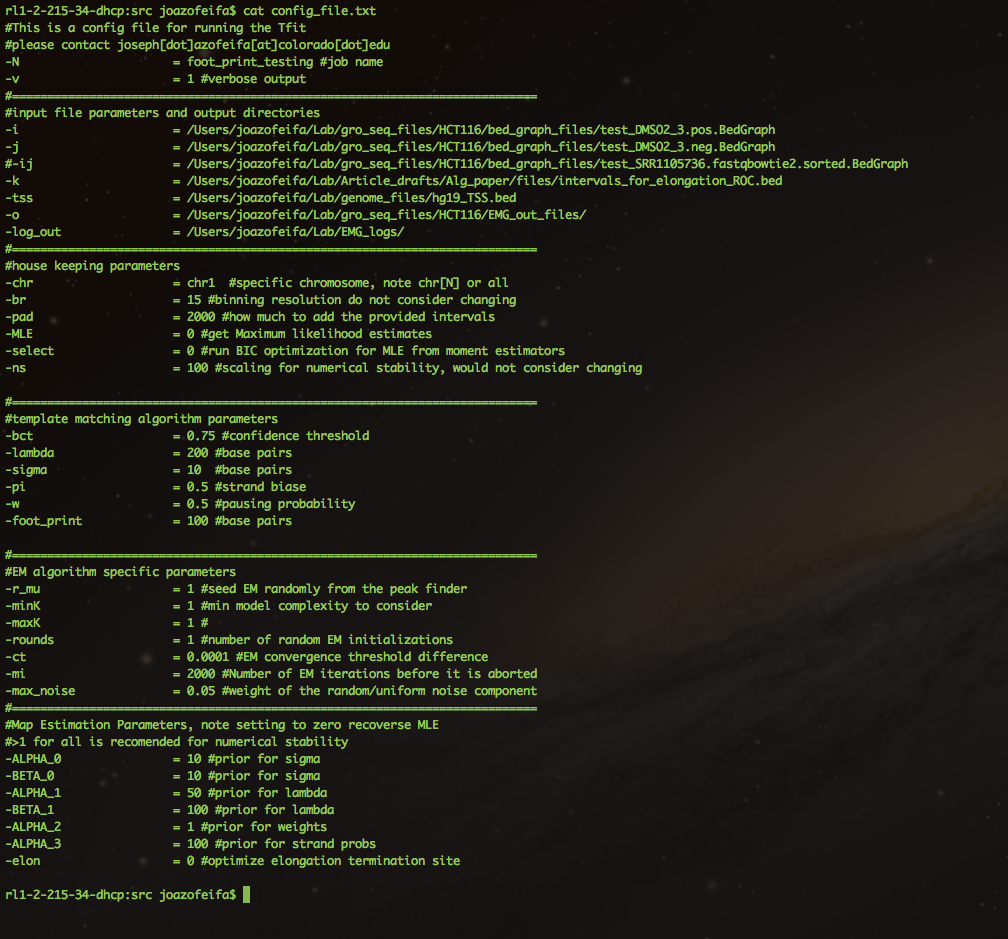 rl1-2-215-34-dhcp:src joazofeifa$ cat config_file.txt
#This is a config file for running the Tfit
#please contact joseph[dot]azofeifa[at]colorado[dot]edu
-N = foot_print_testing #job name
-v = 1 #verbose output
#===========================================================================
#input file parameters and output directories
-i = /Users/joazofeifa/Lab/gro_seq_files/HCT116/bed_graph_files/test_DMSO2_3.pos.BedGraph
-j = /Users/joazofeifa/Lab/gro_seq_files/HCT116/bed_graph_files/test_DMSO2_3.neg.BedGraph
#-ij = /Users/joazofeifa/Lab/gro_seq_files/HCT116/bed_graph_files/test_SRR1105736.fastqbowtie2.sorted.BedGraph
-k = /Users/joazofeifa/Lab/Article_drafts/Alg_paper/files/intervals_for_elongation_ROC.bed
-tss = /Users/joazofeifa/Lab/genome_files/hg19_TSS.bed
-o = /Users/joazofeifa/Lab/gro_seq_files/HCT116/EMG_out_files/
-log_out = /Users/joazofeifa/Lab/EMG_logs/
#===========================================================================
#house keeping parameters
-chr = chr1  #specific chromosome, note chr[N] or all
-br = 15 #binning resolution do not consider changing
-pad = 2000 #how much to add the provided intervals
-MLE = 0 #get Maximum likelihood estimates
-select = 0 #run BIC optimization for MLE from moment estimators
-ns = 100 #scaling for numerical stability, would not consider changing
#===========================================================================
#template matching algorithm parameters
-bct = 0.75 #confidence threshold
-lambda = 200 #base pairs
-sigma = 10  #base pairs
-pi = 0.5 #strand biase
-w = 0.5 #pausing probability
-foot_print = 100 #base pairs
#===========================================================================
#EM algorithm specific parameters
-r_mu = 1 #seed EM randomly from the peak finder
-minK = 1 #min model complexity to consider
-maxK = 1 #
-rounds = 1 #number of random EM initializations
-ct = 0.0001 #EM convergence threshold difference
-mi = 2000 #Number of EM iterations before it is aborted
-max_noise = 0.05 #weight of the random/uniform noise component
#===========================================================================
#Map Estimation Parameters, note setting to zero recoverse MLE
#>1 for all is recomended for numerical stability
-ALPHA_0 = 10 #prior for sigma
-BETA_0 = 10 #prior for sigma
-ALPHA_1 = 50 #prior for lambda
-BETA_1 = 100 #prior for lambda
-ALPHA_2 = 1 #prior for weights
-ALPHA_3 = 100 #prior for strand probs
-elon = 0 #optimize elongation termination site
rl1-2-215-34-dhcp:src joazofeifa$